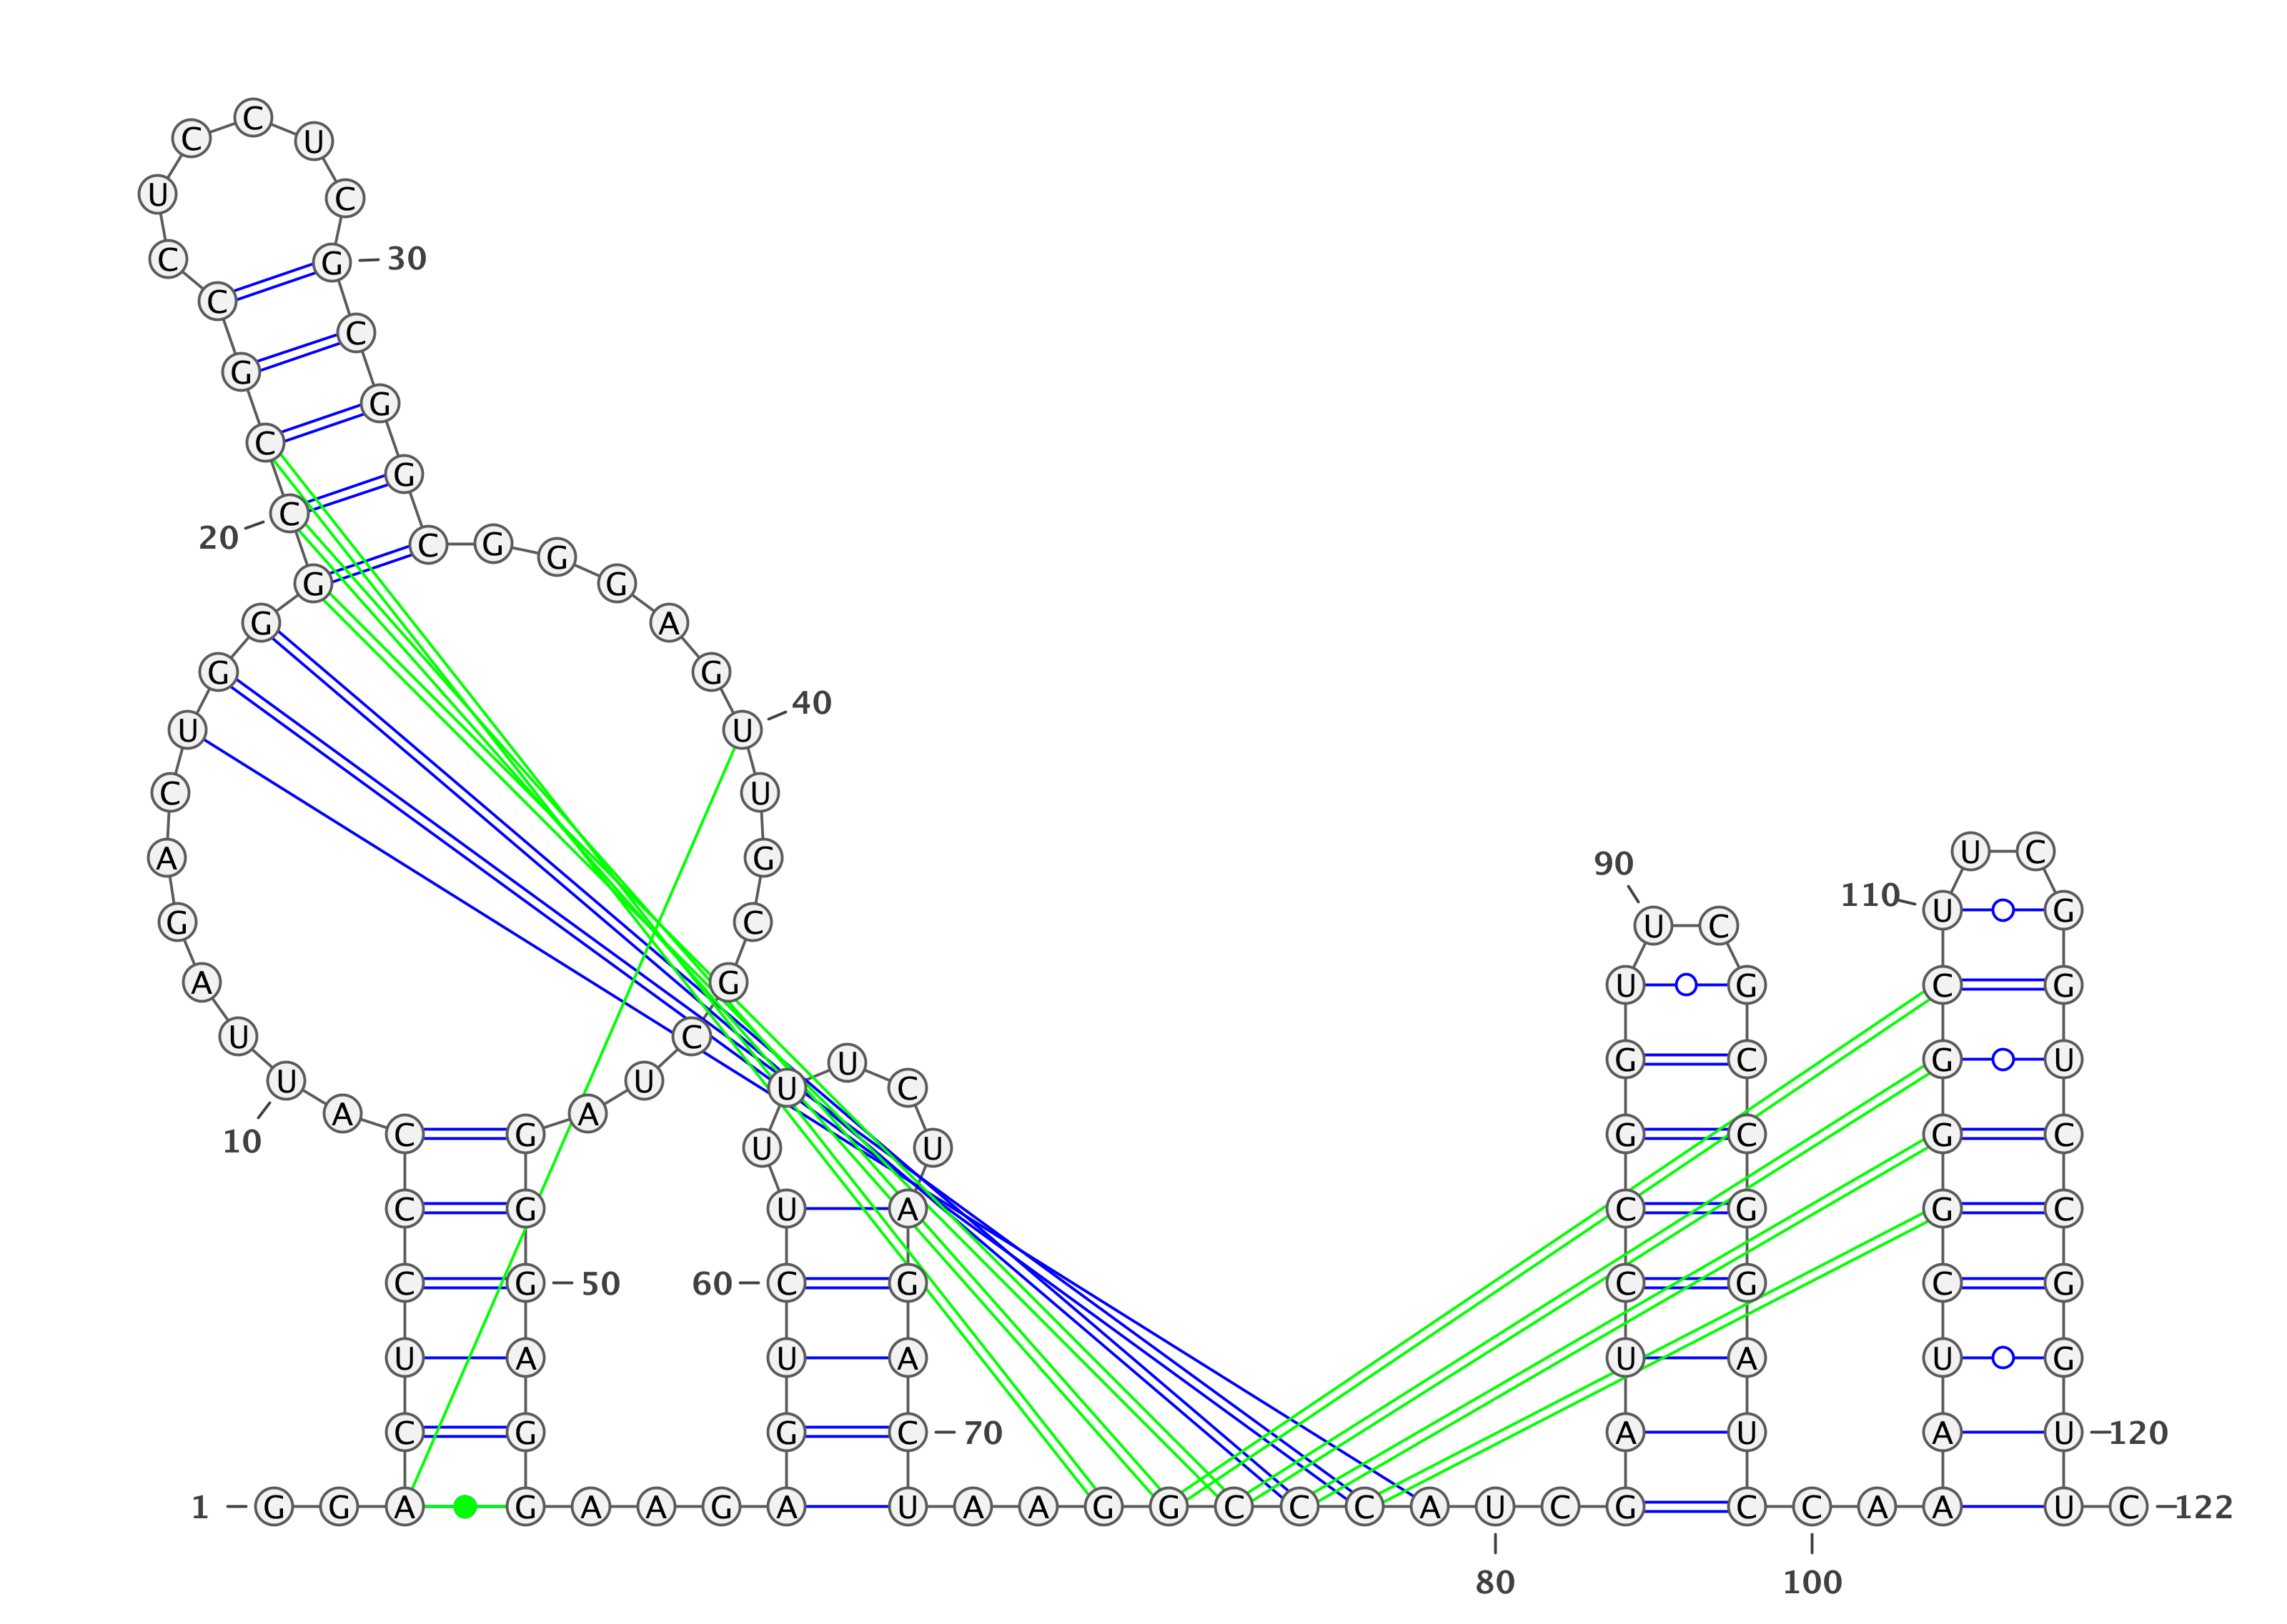 C C U
U C
C G 30
C
C
G
G
C
G
20 C
C G G
G G
G A
G G
40
U U
C U
U C
A G 90
110 U G
G C U C
A G U G C G
U C
U G C G U
U U U C
A A
C G G C G C
10 U U
C G U A C G G C
C G 50 60 C G C G C G
U A U A U A U G
C G G C 70 A U A U 120
1 G G A G A A G A U A A G G C C C A U C G C C A A U C 122
80 100